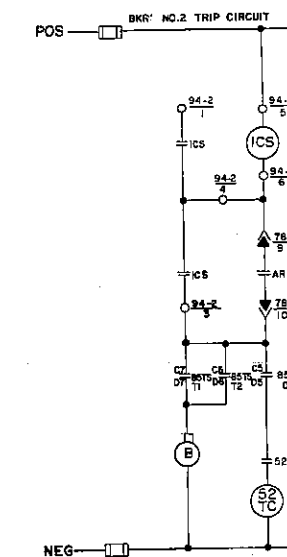 BKR' NO.2 TRIP CIRCUIT
POS
94-2
1
94-
5
ICS
ICS
94-2
4
94-
6
78
9
ICS
AR
94-2
3
78
C7
D7
85TS
T1
C6
D6
85TS
T2
C5
D5
85
B
52
52
TC
NEG